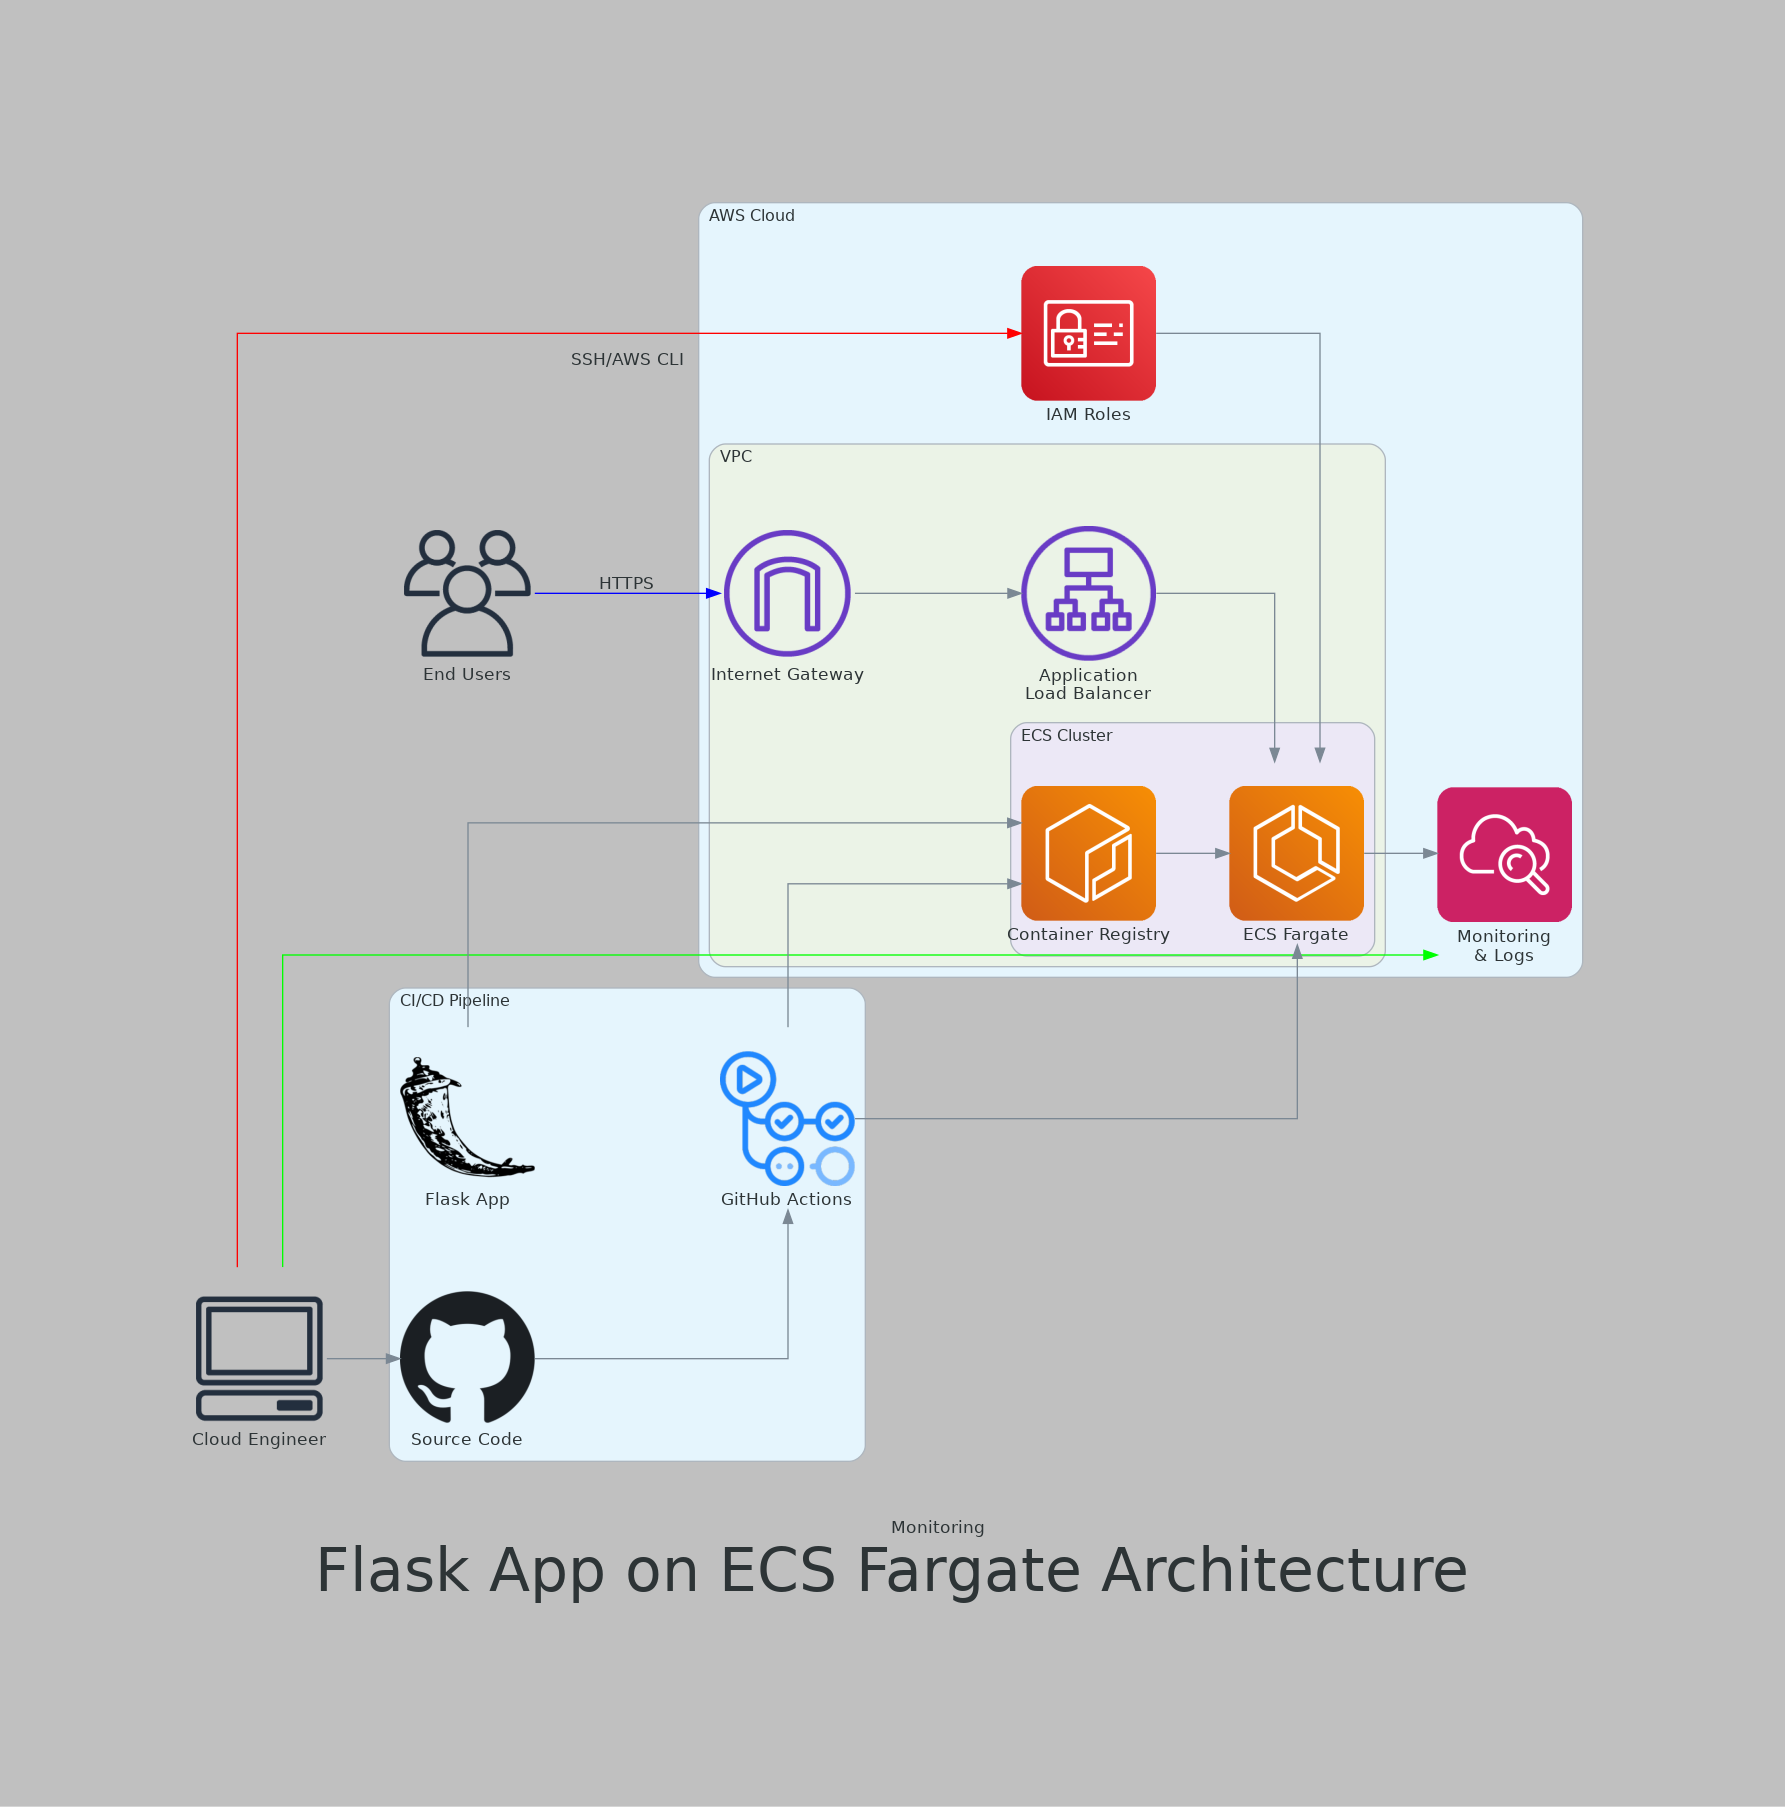 AWS Cloud
SSH/AWS CLI
IAM Roles
VPC
HTTPS
End Users
Internet Gateway
Application
Load Balancer
ECS Cluster
Container Registry
ECS Fargate
Monitoring
& Logs
CI/CD Pipeline
Flask App
GitHub Actions
Cloud Engineer
Source Code
Monitoring
Flask App on ECS Fargate Architecture